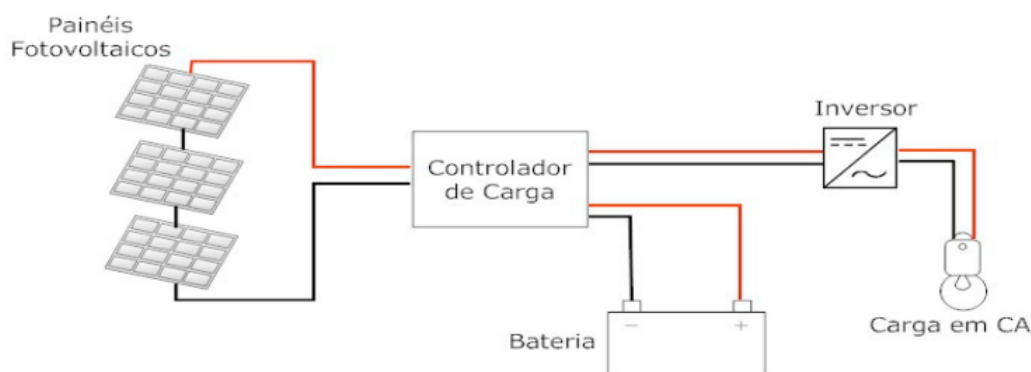 Painéis
Fotovoltaicos
Controlador
de Carga
Inversor
Bateria
− +
Carga em CA